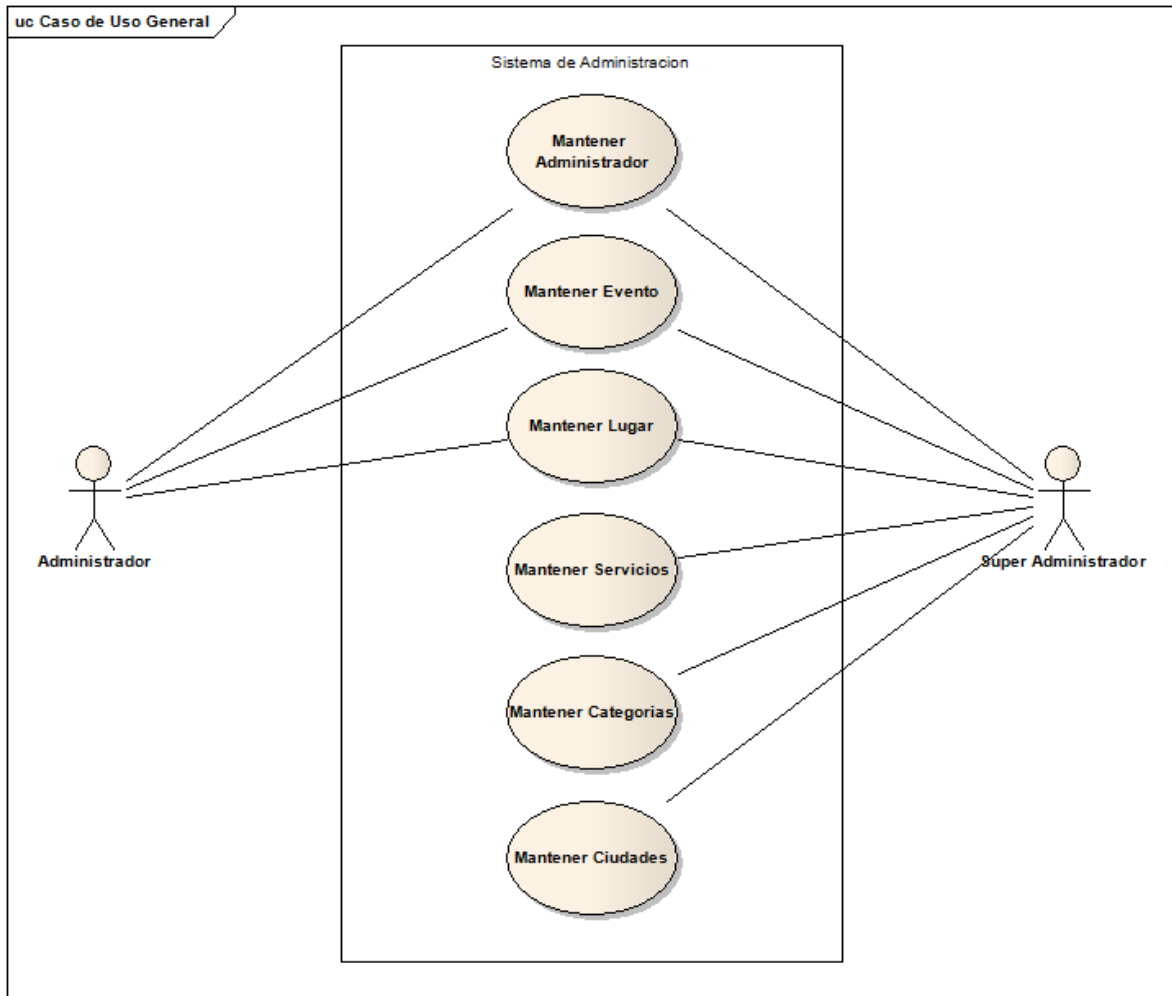 uc Caso de Uso General
Sistema de Administracion
Mantener
Administrador
Mantener Evento
Mantener Lugar
Administrador
Super Administrador
Mantener Servicios
Mantener Categorias
Mantener Ciudades